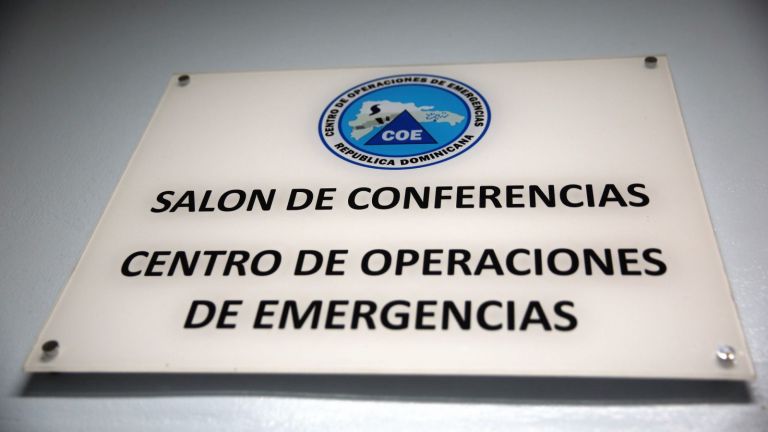 CENTRO DE OPERACIONES DE EMERGENCIAS
COE
REPUBLICA DOMINICANA
SALON DE CONFERENCIAS
CENTRO DE OPERACIONES
DE EMERGENCIAS